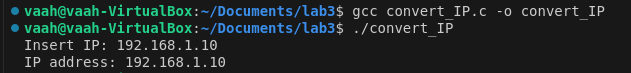 vaah@vaah-VirtualBox:~/Documents/lab3$ gcc convert_IP.c -o convert_IP
vaah@vaah-VirtualBox:~/Documents/lab3$ ./convert_IP
Insert IP: 192.168.1.10
IP address: 192.168.1.10